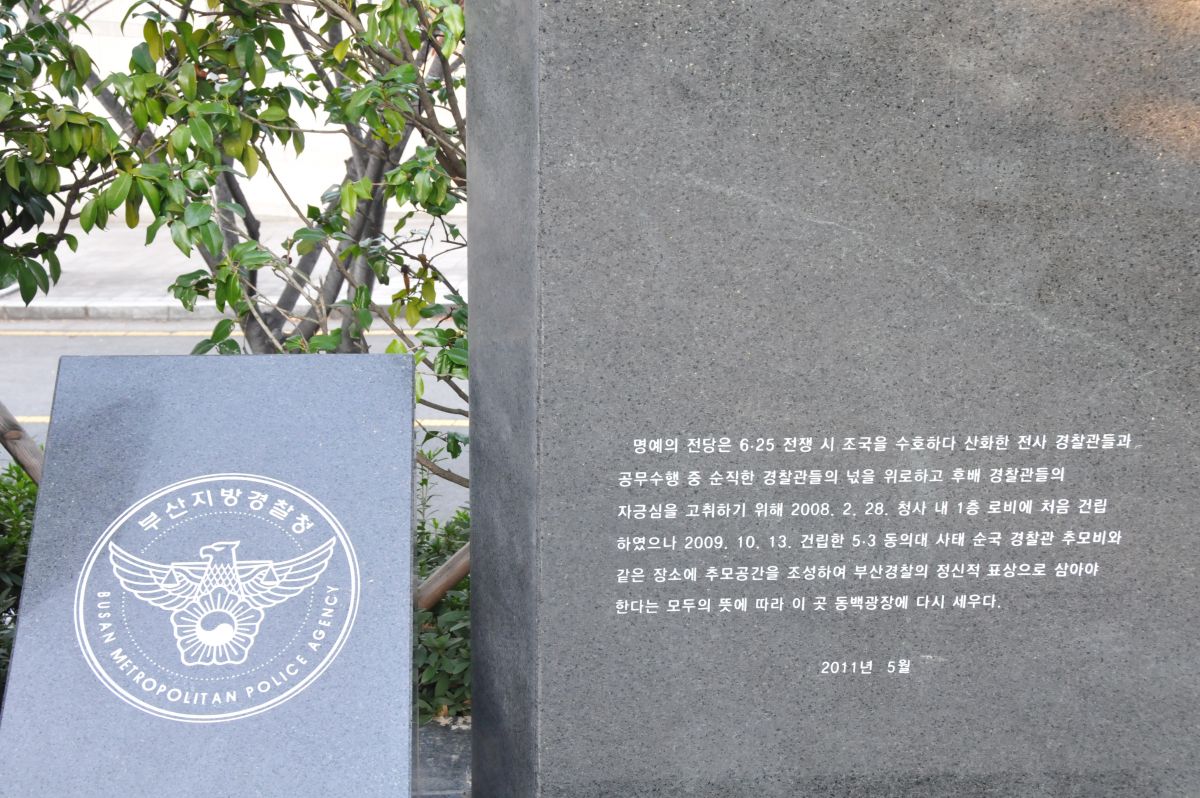 부산지방경찰청
BUSAN METROPOLITAN POLICE AGENCY
명예의 전당은 6·25 전쟁 시 조국을 수호하다 산화한 전사 경찰관들과
공무수행 중 순직한 경찰관들의 넋을 위로하고 후배 경찰관들의
자긍심을 고취하기 위해 2008. 2. 28. 청사 내 1층 로비에 처음 건립
하였으나 2009. 10. 13. 건립한 5·3 동의대 사태 순국 경찰관 추모비와
같은 장소에 추모공간을 조성하여 부산경찰의 정신적 표상으로 삼아야
한다는 모두의 뜻에 따라 이 곳 동백광장에 다시 세우다.
2011년 5월